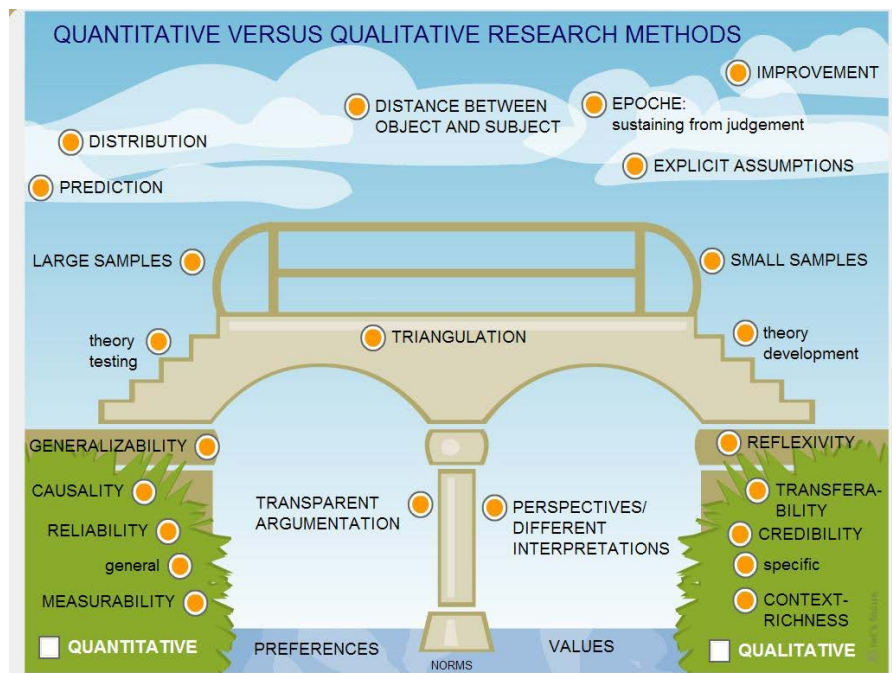 QUANTITATIVE VERSUS QUALITATIVE RESEARCH METHODS
IMPROVEMENT
DISTANCE BETWEEN
OBJECT AND SUBJECT
EPOCHE:
sustaining from judgement
DISTRIBUTION
EXPLICIT ASSUMPTIONS
PREDICTION
LARGE SAMPLES
SMALL SAMPLES
theory
testing
TRIANGULATION
theory
development
GENERALIZABILITY
REFLEXIVITY
CAUSALITY
TRANSPARENT
ARGUMENTATION
PERSPECTIVES/
DIFFERENT
INTERPRETATIONS
TRANSFERA-
BILITY
RELIABILITY
CREDIBILITY
general
specific
MEASURABILITY
CONTEXT-
RICHNESS
QUANTITATIVE
PREFERENCES
NORMS
VALUES
QUALITATIVE